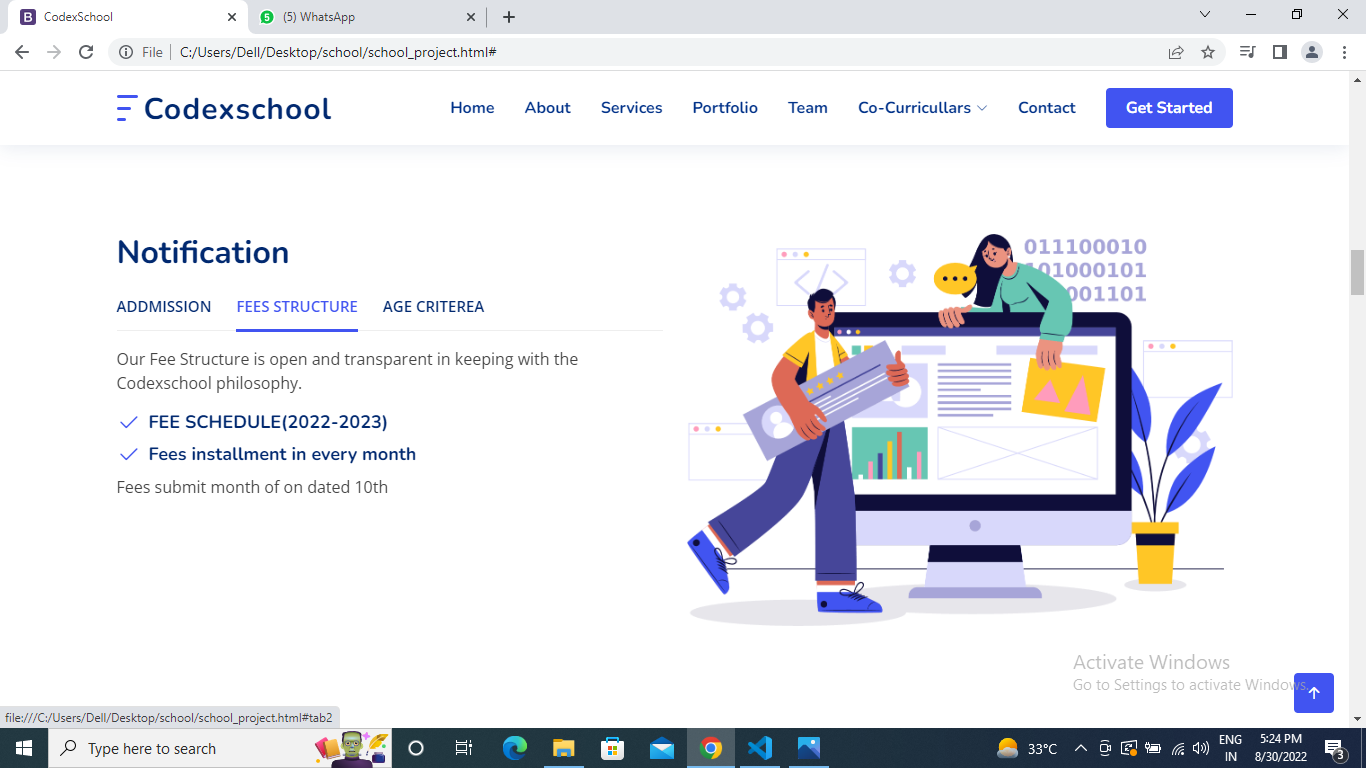 CodexSchool
(5) WhatsApp
File
C:/Users/Dell/Desktop/school/school_project.html#
Codexschool
Home
About
Services
Portfolio
Team
Co-Curricullars
Contact
Get Started
Notification
ADDMISSION
FEES STRUCTURE
AGE CRITEREA
Our Fee Structure is open and transparent in keeping with the
Codexschool philosophy.
FEE SCHEDULE(2022-2023)
Fees installment in every month
Fees submit month of on dated 10th
011100010
101000101
001101
Activate Windows
Go to Settings to activate Windows.
file:///C:/Users/Dell/Desktop/school/school_project.html#tab2
Type here to search
33°C
ENG
IN
5:24 PM
8/30/2022
3